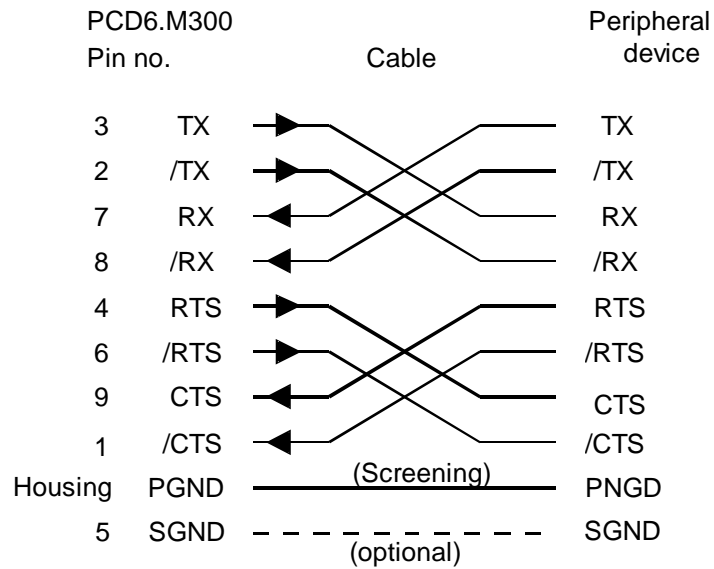 PCD6.M300 Peripheral
Pin no. Cable device
3 TX TX
2 /TX /TX
7 RX RX
8 /RX /RX
4 RTS RTS
6 /RTS /RTS
9 CTS CTS
1 /CTS /CTS
(Screening)
Housing PGND PNGD
5 SGND SGND
(optional)